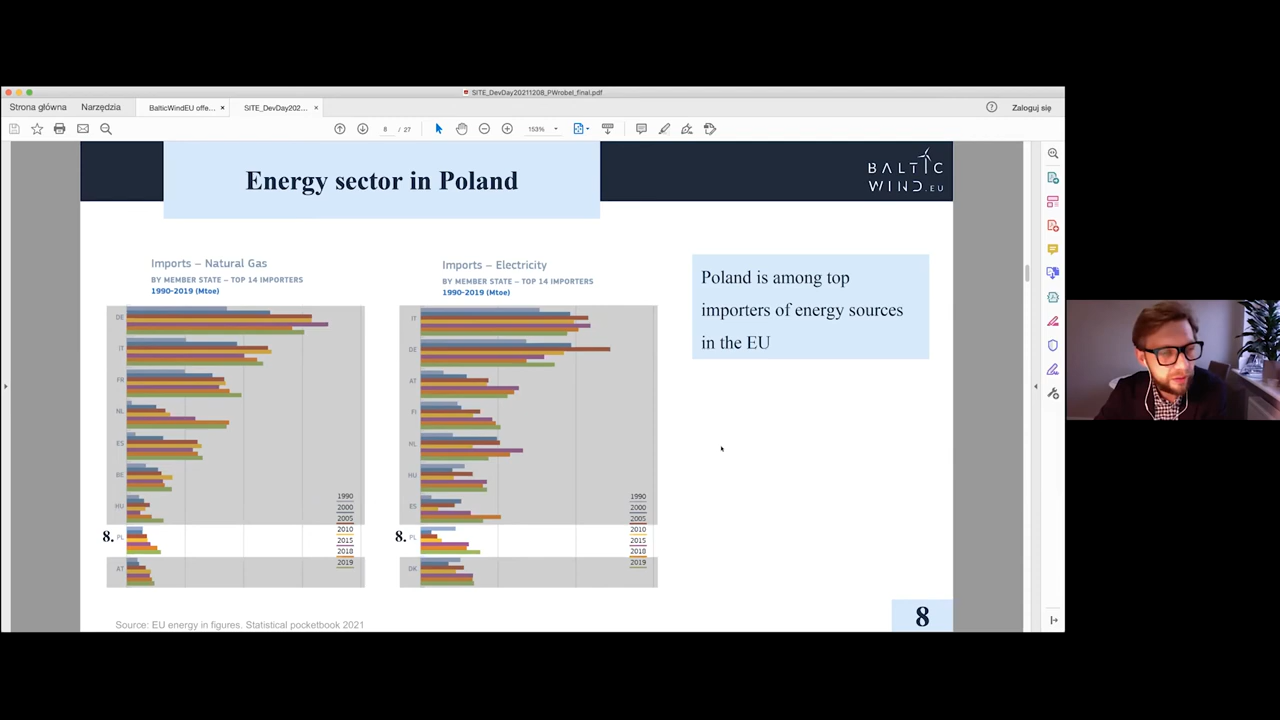 SITE_DevDay20211208_PWrobel_final.pdf
Strona główna
Narzędzia
BalticWindEU offe...
SITE_DevDay202...
Zaloguj się
8 / 27
153%
Energy sector in Poland
BALTIC
WIND.EU
Imports – Natural Gas
BY MEMBER STATE – TOP 14 IMPORTERS
1990-2019 (Mtoe)
DE
IT
FR
NL
ES
BE
HU
8. PL
AT
1990
2000
2005
2010
2015
2018
2019
Imports – Electricity
BY MEMBER STATE – TOP 14 IMPORTERS
1990-2019 (Mtoe)
IT
DE
AT
FI
NL
HU
ES
8. PL
DK
1990
2000
2005
2010
2015
2018
2019
Poland is among top
importers of energy sources
in the EU
Source: EU energy in figures. Statistical pocketbook 2021
8